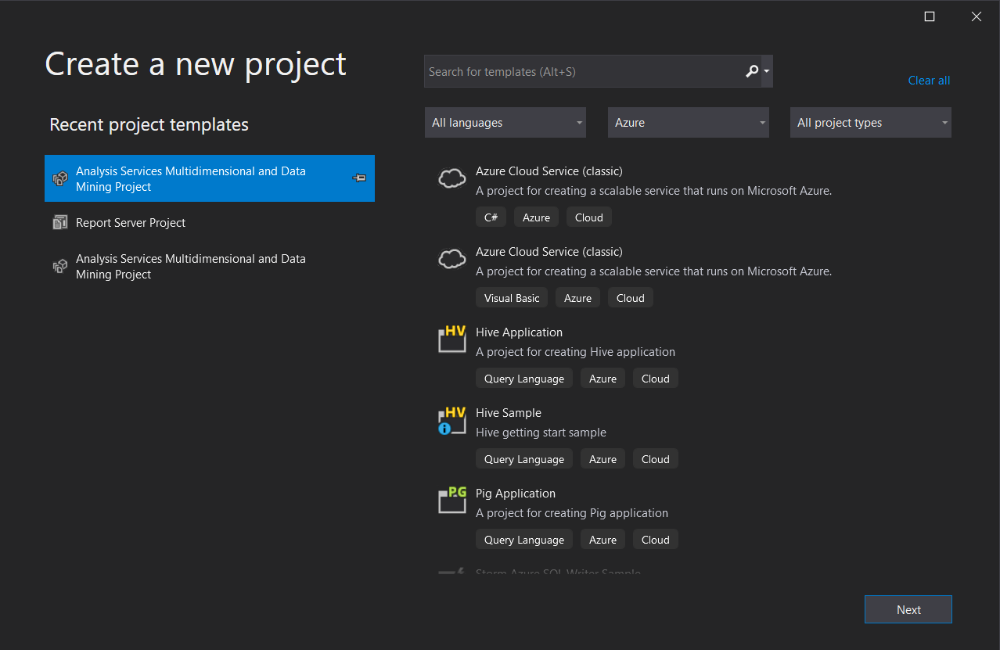 Create a new project
Search for templates (Alt+S)
Clear all
Recent project templates
All languages
Azure
All project types
Analysis Services Multidimensional and Data
Mining Project
Report Server Project
Analysis Services Multidimensional and Data
Mining Project
Azure Cloud Service (classic)
A project for creating a scalable service that runs on Microsoft Azure.
C# Azure Cloud
Azure Cloud Service (classic)
A project for creating a scalable service that runs on Microsoft Azure.
Visual Basic Azure Cloud
HV
Hive Application
A project for creating Hive application
Query Language Azure Cloud
HV
Hive Sample
Hive getting start sample
Query Language Azure Cloud
PG
Pig Application
A project for creating Pig application
Query Language Azure Cloud
Storm Azure SQL Writer Sample
Next